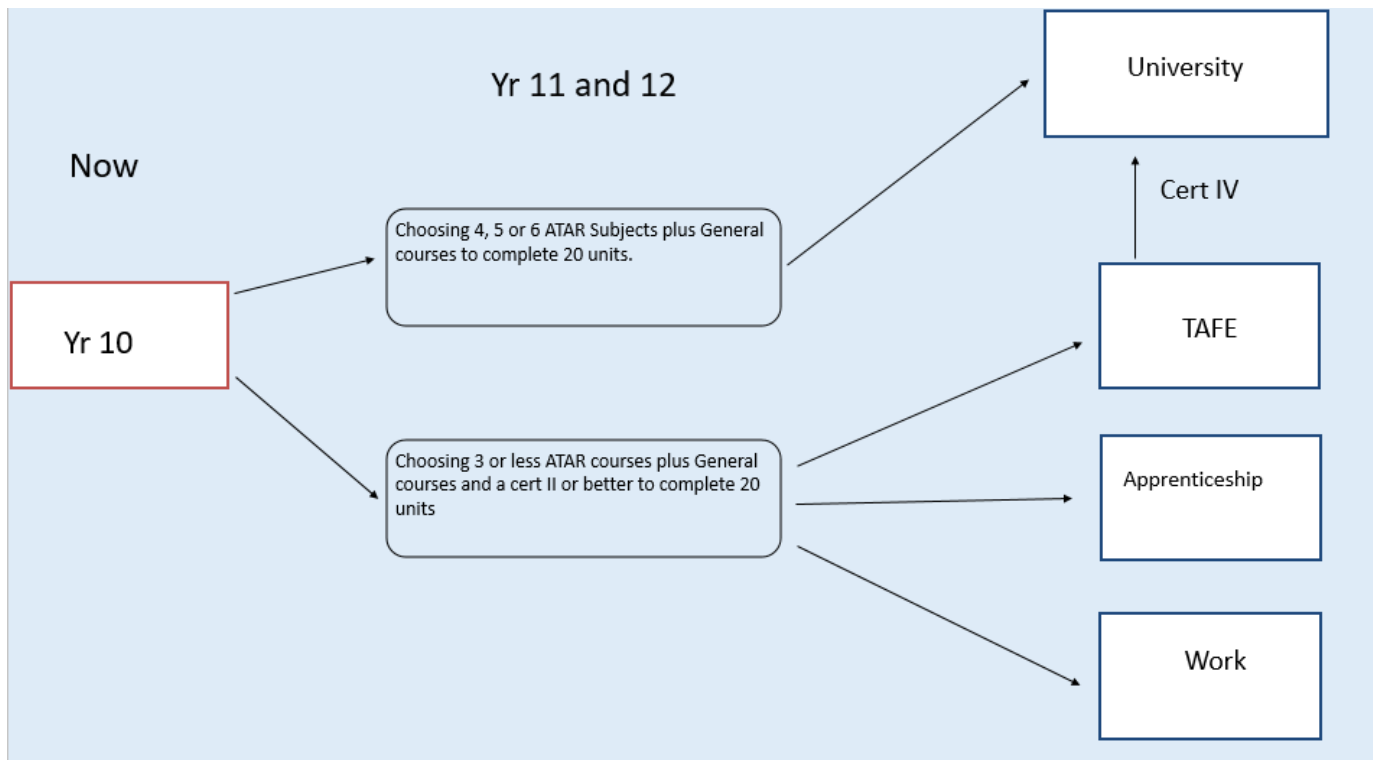 Yr 11 and 12
University
Now
Cert IV
Choosing 4, 5 or 6 ATAR Subjects plus General
courses to complete 20 units.
Yr 10
TAFE
Choosing 3 or less ATAR courses plus General
courses and a cert II or better to complete 20
units
Apprenticeship
Work